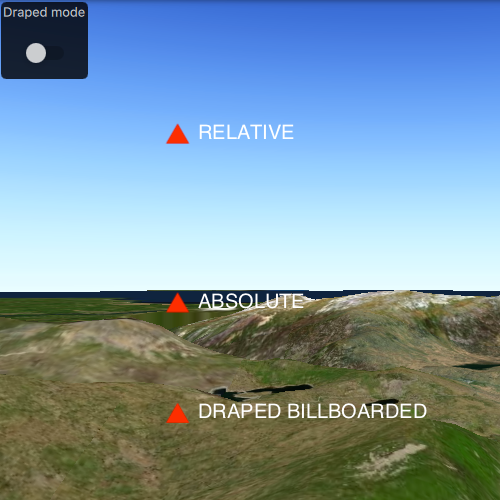 Draped mode
RELATIVE
ABSOLUTE
DRAPED BILLBOARDED